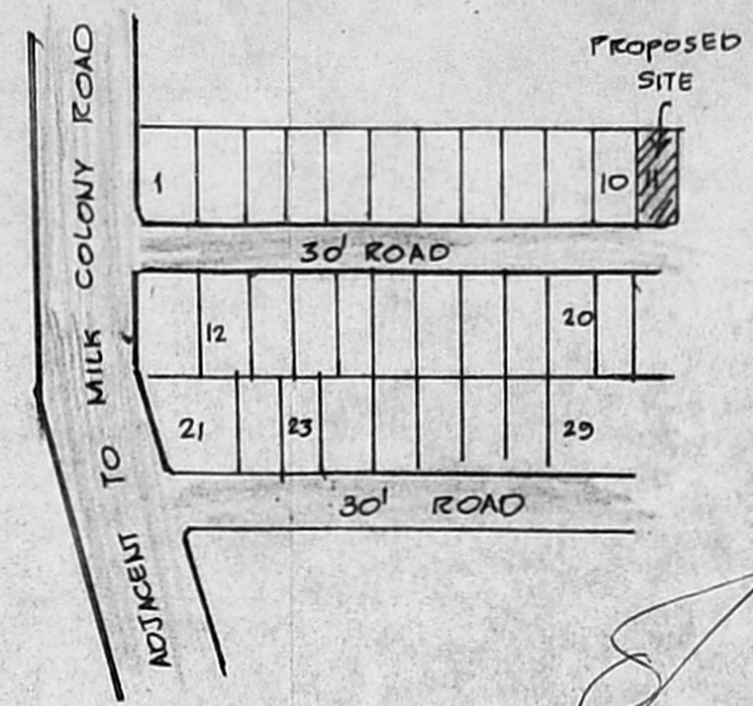 PROPOSED
SITE
ADJACENT TO MILK COLONY ROAD
1
10
11
30' ROAD
12
20
21
23
29
30' ROAD